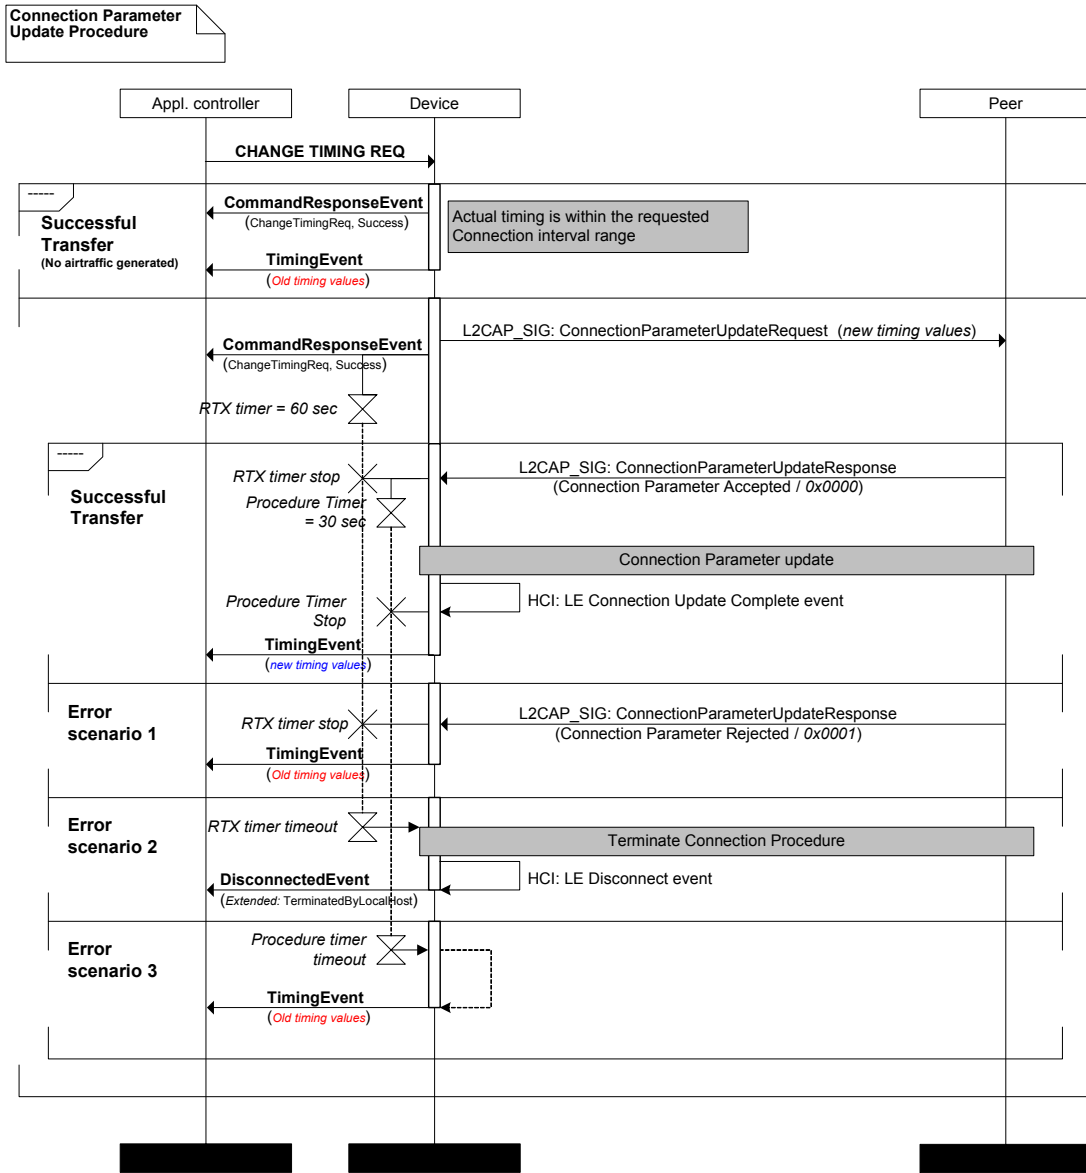 Connection Parameter
Update Procedure
Appl. controller
Device
Peer
CHANGE TIMING REQ
-----
Successful
Transfer
(No airtraffic generated)
CommandResponseEvent
(ChangeTimingReq, Success)
Actual timing is within the requested
Connection interval range
TimingEvent
(Old timing values)
L2CAP_SIG: ConnectionParameterUpdateRequest (new timing values)
CommandResponseEvent
(ChangeTimingReq, Success)
RTX timer = 60 sec
-----
Successful
Transfer
L2CAP_SIG: ConnectionParameterUpdateResponse
(Connection Parameter Accepted / 0x0000)
RTX timer stop
Procedure Timer
= 30 sec
Connection Parameter update
HCI: LE Connection Update Complete event
Procedure Timer
Stop
TimingEvent
(new timing values)
Error
scenario 1
L2CAP_SIG: ConnectionParameterUpdateResponse
(Connection Parameter Rejected / 0x0001)
RTX timer stop
TimingEvent
(Old timing values)
Error
scenario 2
RTX timer timeout
Terminate Connection Procedure
HCI: LE Disconnect event
DisconnectedEvent
(Extended: TerminatedByLocalHost)
Error
scenario 3
Procedure timer
timeout
TimingEvent
(Old timing values)